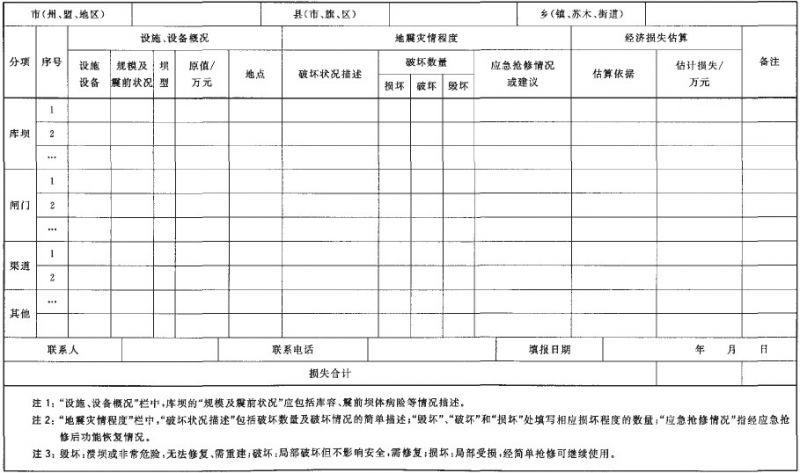 市(州、盟、地区) 县(市、旗、区) 乡(镇、苏木、街道)
分项 序号 设施、设备概况 地震灾情程度 经济损失估算 备注
设施设备 规模及震前状况 坝型 原值/万元 地点 破坏状况描述 破坏数量 应急抢修情况或建议 估算依据 估计损失/万元
损坏 破坏 毁坏
库坝 1
2
…
闸门 1
2
…
渠道 1
2
…
其他
联系人 联系电话 填报日期 年 月 日
损失合计
注1:“设施、设备概况”栏中,库坝的“规模及震前状况”应包括库容、震前坝体病险等情况描述。
注2:“地震灾情程度”栏中,“破坏状况描述”包括破坏数量及破坏情况的简单描述;“毁坏”、“破坏”和“损坏”处填写相应损坏程度的数量;“应急抢修情况”指经应急抢
修后功能恢复情况。
注3:毁坏:溃坝或非常危险;无法修复、需重建;破坏:局部破坏但不影响安全,需修复;损坏:局部受损,经简单抢修可继续使用。